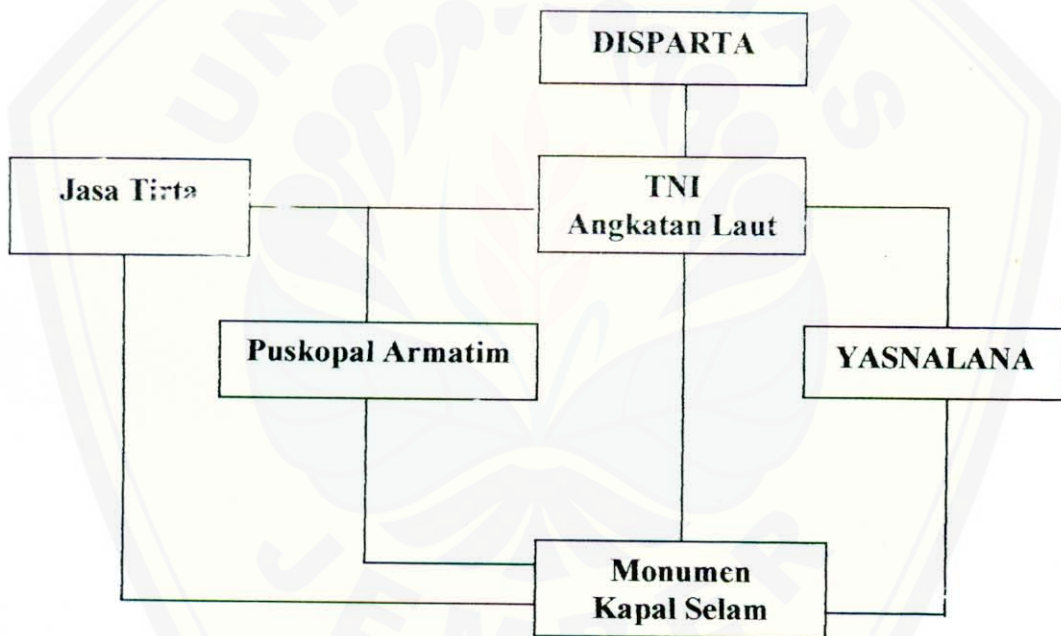 DISPARTA
Jasa Tirta
TNI
Angkatan Laut
Puskopal Armatim
YASNALANA
Monumen
Kapal Selam